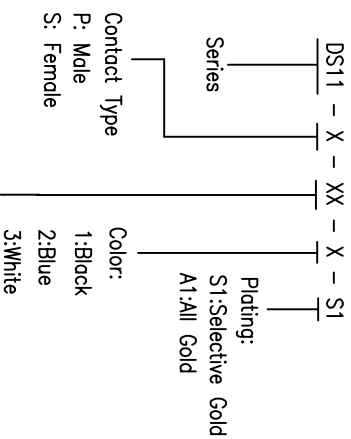 DS11 - X - XX - X - S1
Series
Contact Type
P: Male
S: Female
Color:
1:Black
2:Blue
3:White
Plating:
S1:Selective Gold
A1:All Gold